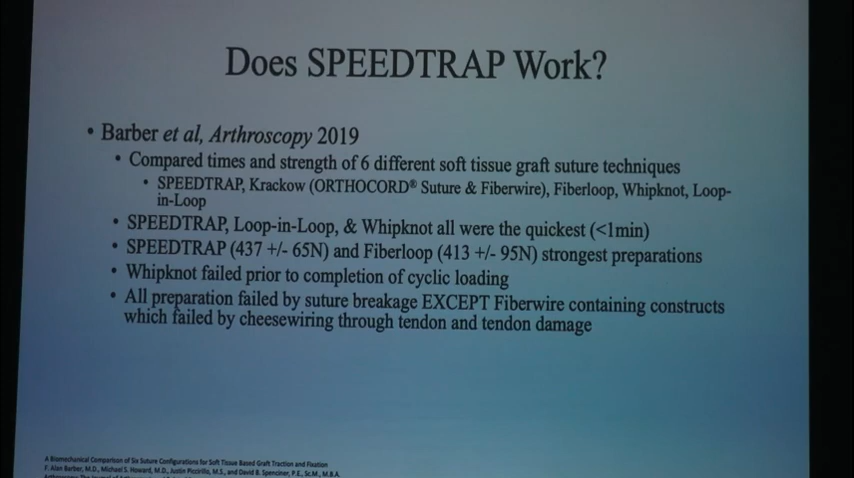 Does SPEEDTRAP Work?
• Barber et al, Arthroscopy 2019
• Compared times and strength of 6 different soft tissue graft suture techniques
• SPEEDTRAP, Krackow (ORTHOCORD® Suture & Fiberwire), Fiberloop, Whipknot, Loop-
in-Loop
• SPEEDTRAP, Loop-in-Loop, & Whipknot all were the quickest (<1min)
• SPEEDTRAP (437 +/- 65N) and Fiberloop (413 +/- 95N) strongest preparations
• Whipknot failed prior to completion of cyclic loading
• All preparation failed by suture breakage EXCEPT Fiberwire containing constructs
which failed by cheesewiring through tendon and tendon damage
A Biomechanical Comparison of Six Suture Configurations for Soft Tissue Based Graft Traction and Fixation
F. Alan Barber, M.D., Michael S. Howard, M.D., Justin Piccirillo, M.S., and David B. Spenciner, P.E., Sc.M., M.B.A.